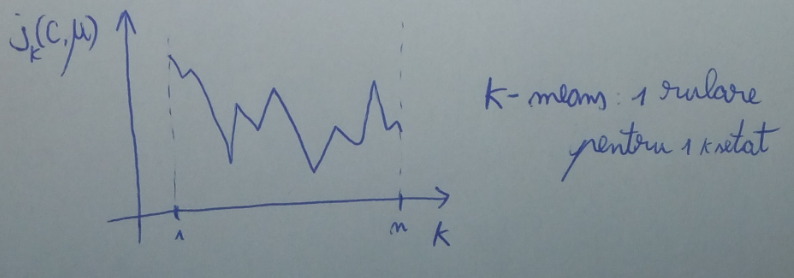 j_k(C,μ)
K-means: 1 rulare
pentru 1 k setat
1
n
K